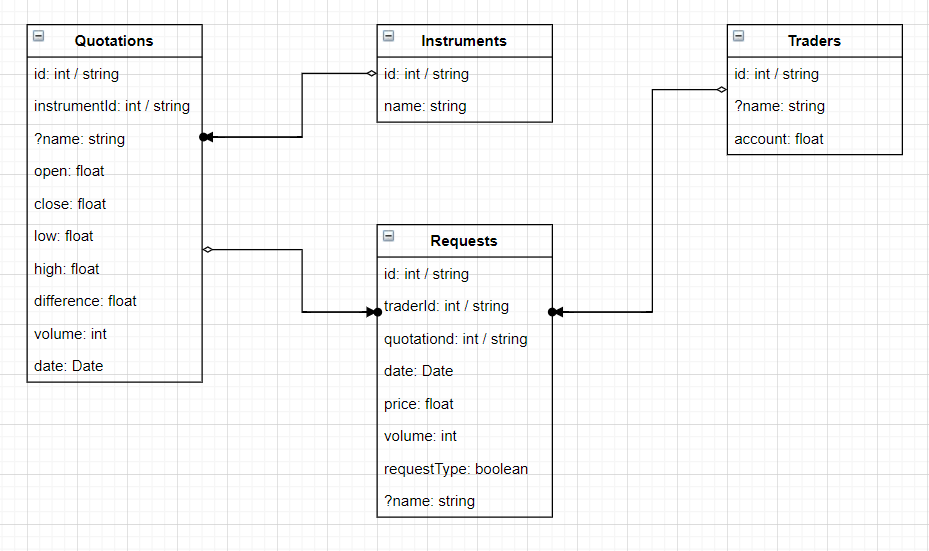 Quotations
id: int / string
instrumentId: int / string
?name: string
open: float
close: float
low: float
high: float
difference: float
volume: int
date: Date
Instruments
id: int / string
name: string
Traders
id: int / string
?name: string
account: float
Requests
id: int / string
traderId: int / string
quotationd: int / string
date: Date
price: float
volume: int
requestType: boolean
?name: string